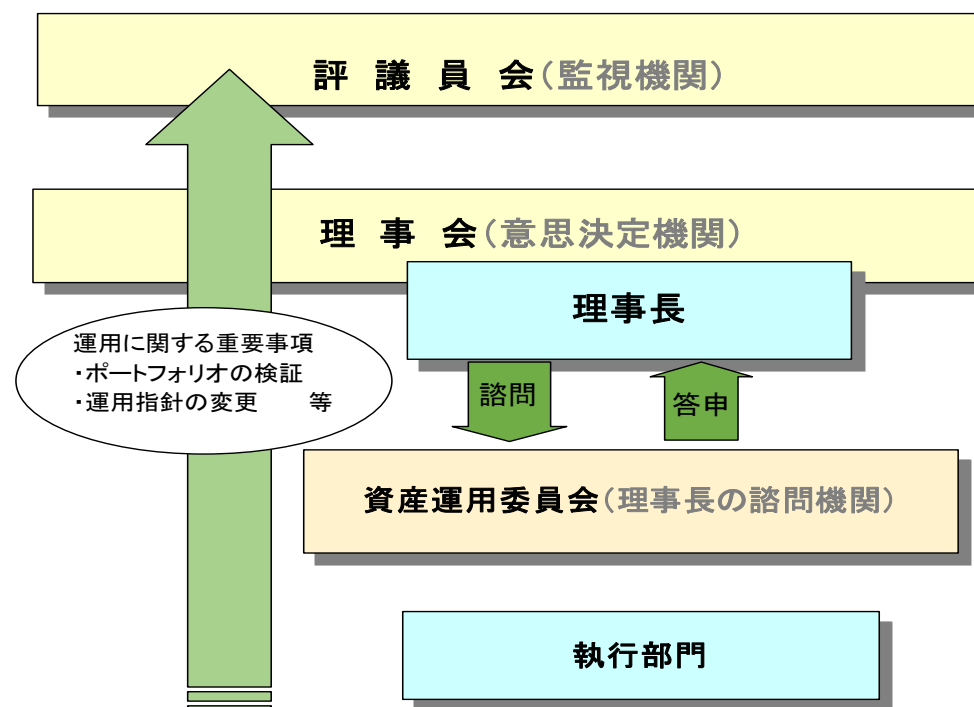 評 議 員 会（監視機関）
理 事 会（意思決定機関）
理事長
運用に関する重要事項
・ポートフォリオの検証
・運用指針の変更　　等
諮問
答申
資産運用委員会（理事長の諮問機関）
執行部門